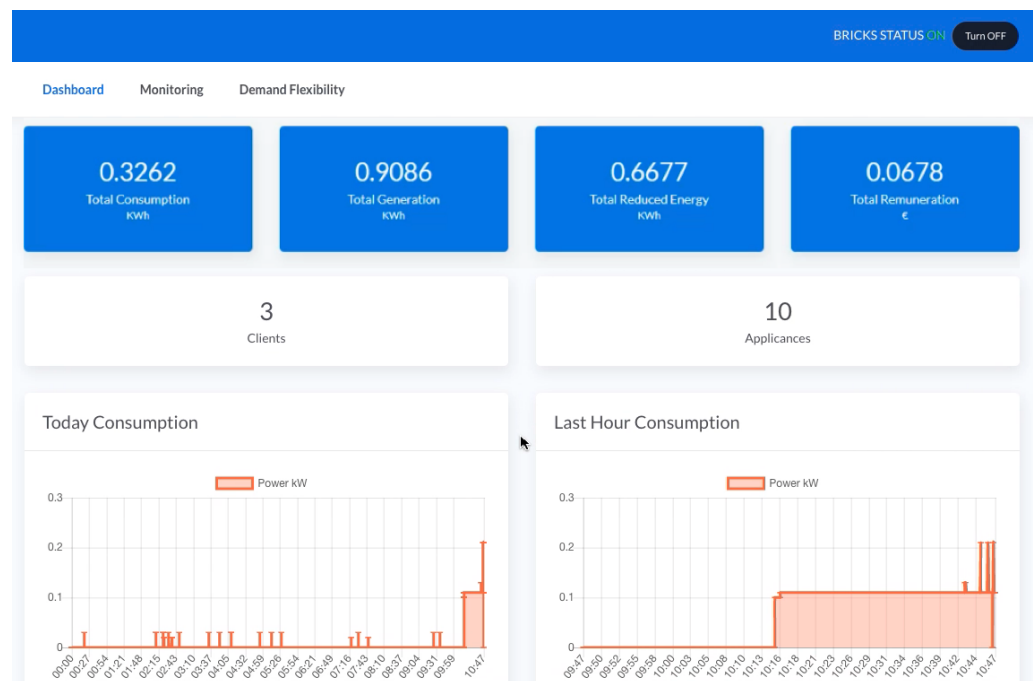 BRICKS STATUS ON Turn OFF
Dashboard Monitoring Demand Flexibility
0.3262
Total Consumption
KWh
0.9086
Total Generation
KWh
0.6677
Total Reduced Energy
KWh
0.0678
Total Remuneration
€
3
Clients
10
Applicances
Today Consumption
Power kW
0.3
0.2
0.1
0
00:00 00:27 00:54 01:21 01:48 02:15 02:43 03:10 03:37 04:05 04:32 04:59 05:26 05:54 06:21 06:49 07:16 07:43 08:10 08:37 09:04 09:31 09:59 10:47
Last Hour Consumption
Power kW
0.3
0.2
0.1
0
09:47 09:50 09:52 09:55 09:58 10:00 10:03 10:05 10:08 10:10 10:13 10:16 10:18 10:21 10:23 10:26 10:29 10:31 10:34 10:36 10:39 10:42 10:44 10:47